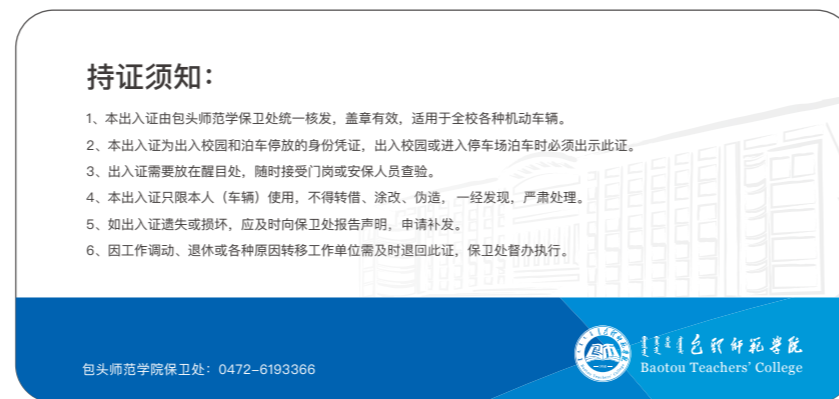 持证须知：
1、本出入证由包头师范学保卫处统一核发，盖章有效，适用于全校各种机动车辆。
2、本出入证为出入校园和泊车停放的身份凭证，出入校园或进入停车场泊车时必须出示此证。
3、出入证需要放在醒目处，随时接受门岗或安保人员查验。
4、本出入证只限本人（车辆）使用，不得转借、涂改、伪造，一经发现，严肃处理。
5、如出入证遗失或损坏，应及时向保卫处报告声明，申请补发。
6、因工作调动、退休或各种原因转移工作单位需及时退回此证，保卫处督办执行。
包头师范学院保卫处：0472-6193366
包头师范学院
Baotou Teachers' College